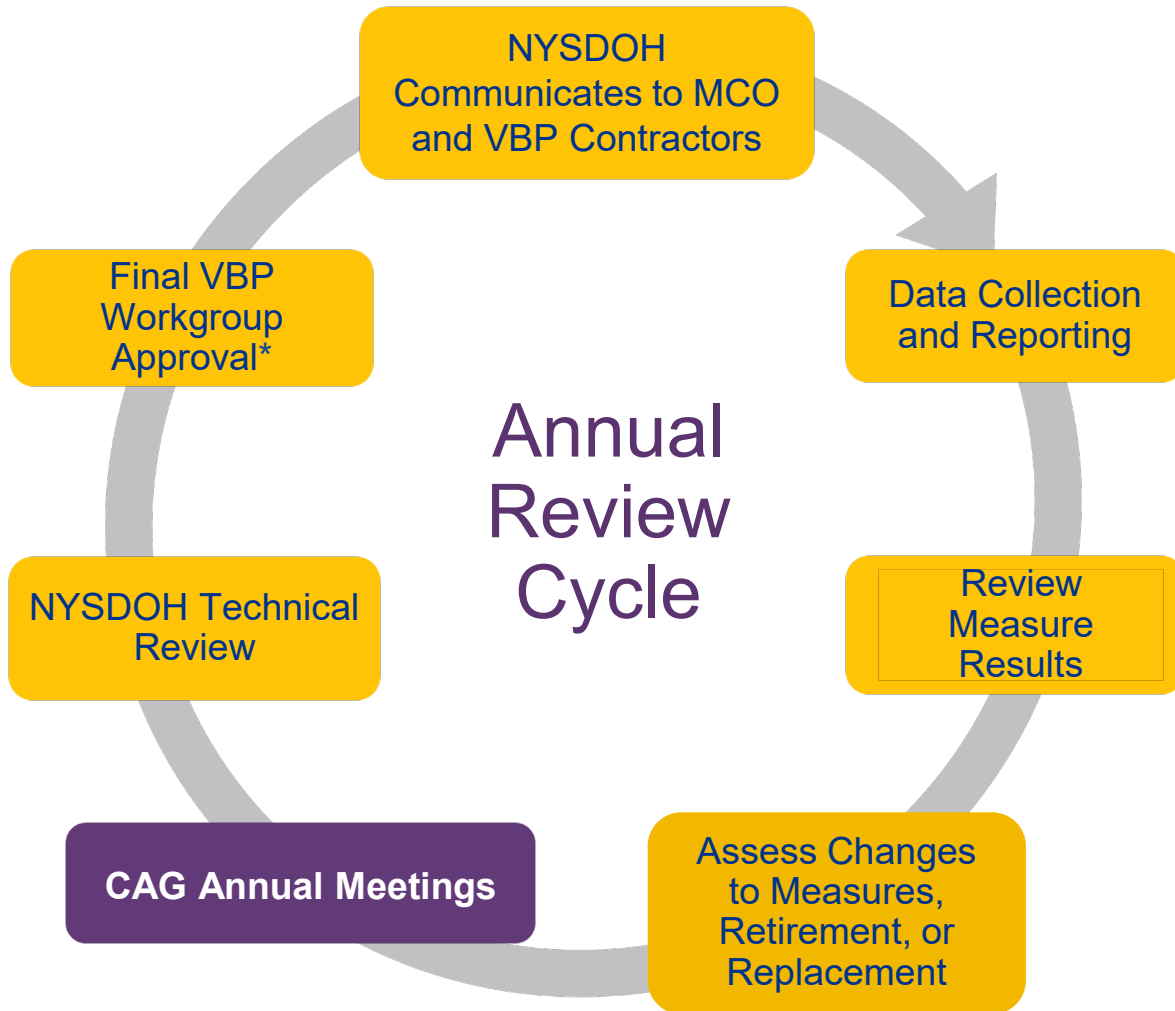 NYSDOH
Communicates to MCO
and VBP Contractors
Data Collection
and Reporting
Review
Measure
Results
Assess Changes
to Measures,
Retirement, or
Replacement
CAG Annual Meetings
NYSDOH Technical
Review
Final VBP
Workgroup
Approval*
Annual
Review
Cycle